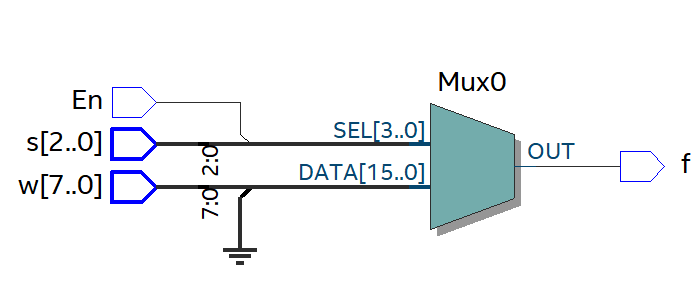 Mux0
En
s[2..0]
2:0
SEL[3..0]
w[7..0]
7:0
DATA[15..0]
OUT
f